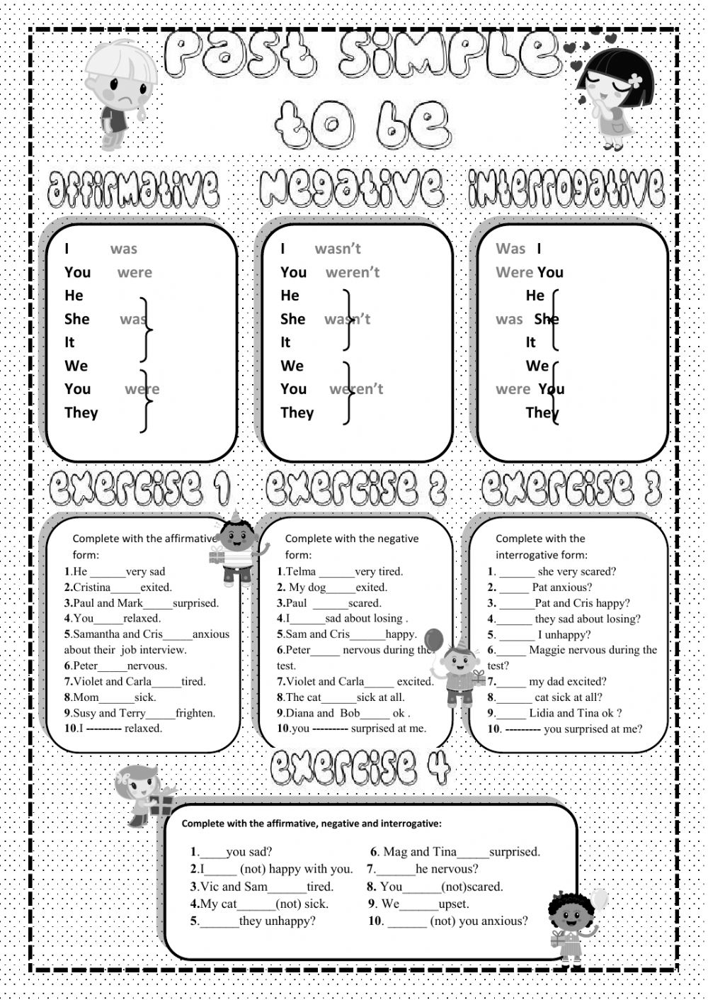 Past Simple
to be
Affirmative
Negative
Interrogative
I was
You were
He
She was
It
We
You were
They
I wasn't
You weren't
He
She wasn't
It
We
You weren't
They
Was I
Were You
He
was She
It
We
were You
They
Exercise 1
Exercise 2
Exercise 3
Complete with the affirmative
form:
1.He ______very sad
2.Cristina_____exited.
3.Paul and Mark_____surprised.
4.You_____relaxed.
5.Samantha and Cris_____anxious
about their job interview.
6.Peter_____nervous.
7.Violet and Carla_____tired.
8.Mom______sick.
9.Susy and Terry_____frighten.
10.I --------- relaxed.
Complete with the negative
form:
1.Telma ______very tired.
2. My dog_____exited.
3.Paul ______scared.
4.I______sad about losing .
5.Sam and Cris______happy.
6.Peter_____ nervous during the
test.
7.Violet and Carla_____ excited.
8.The cat______sick at all.
9.Diana and Bob_____ ok .
10.you --------- surprised at me.
Complete with the
interrogative form:
1. ______ she very scared?
2. _____ Pat anxious?
3. ______Pat and Cris happy?
4.______ they sad about losing?
5. ______ I unhappy?
6._____ Maggie nervous during the
test?
7._____ my dad excited?
8.______ cat sick at all?
9._____ Lidia and Tina ok ?
10. --------- you surprised at me?
Exercise 4
Complete with the affirmative, negative and interrogative:
1.____you sad?
2.I_____ (not) happy with you.
3.Vic and Sam______tired.
4.My cat______(not) sick.
5.______they unhappy?
6. Mag and Tina_____surprised.
7.______he nervous?
8. You______(not)scared.
9. We______upset.
10. ______ (not) you anxious?